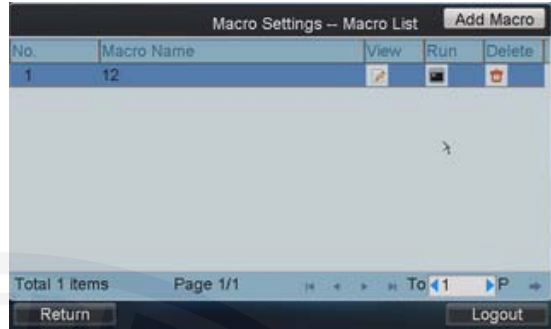 Macro Settings -- Macro List Add Macro
No. Macro Name View Run Delete
1 12
Total 1 items Page 1/1 To 1 P
Return Logout